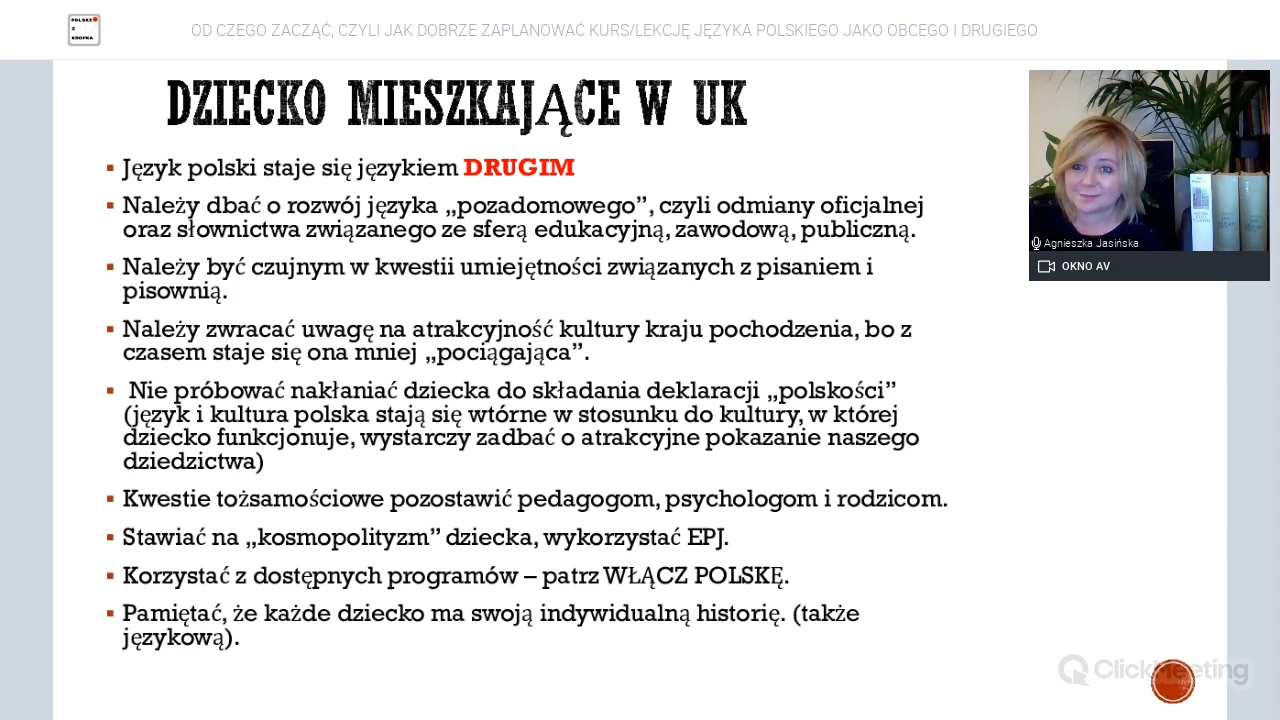 POLSKI
Z
KROPKA
OD CZEGO ZACZĄĆ, CZYLI JAK DOBRZE ZAPLANOWAĆ KURS/LEKCJĘ JĘZYKA POLSKIEGO JAKO OBCEGO I DRUGIEGO
DZIECKO MIESZKAJĄCE W UK
▪ Język polski staje się językiem DRUGIM
▪ Należy dbać o rozwój języka „pozadomowego”, czyli odmiany oficjalnej
oraz słownictwa związanego ze sferą edukacyjną, zawodową, publiczną.
▪ Należy być czujnym w kwestii umiejętności związanych z pisaniem i
pisownią.
▪ Należy zwracać uwagę na atrakcyjność kultury kraju pochodzenia, bo z
czasem staje się ona mniej „pociągająca”.
▪ Nie próbować nakłaniać dziecka do składania deklaracji „polskości”
(język i kultura polska stają się wtórne w stosunku do kultury, w której
dziecko funkcjonuje, wystarczy zadbać o atrakcyjne pokazanie naszego
dziedzictwa)
▪ Kwestie tożsamościowe pozostawić pedagogom, psychologom i rodzicom.
▪ Stawiać na „kosmopolityzm” dziecka, wykorzystać EPJ.
▪ Korzystać z dostępnych programów – patrz WŁĄCZ POLSKĘ.
▪ Pamiętać, że każde dziecko ma swoją indywidualną historię. (także
językową).
Agnieszka Jasińska
OKNO AV
ClickMeeting